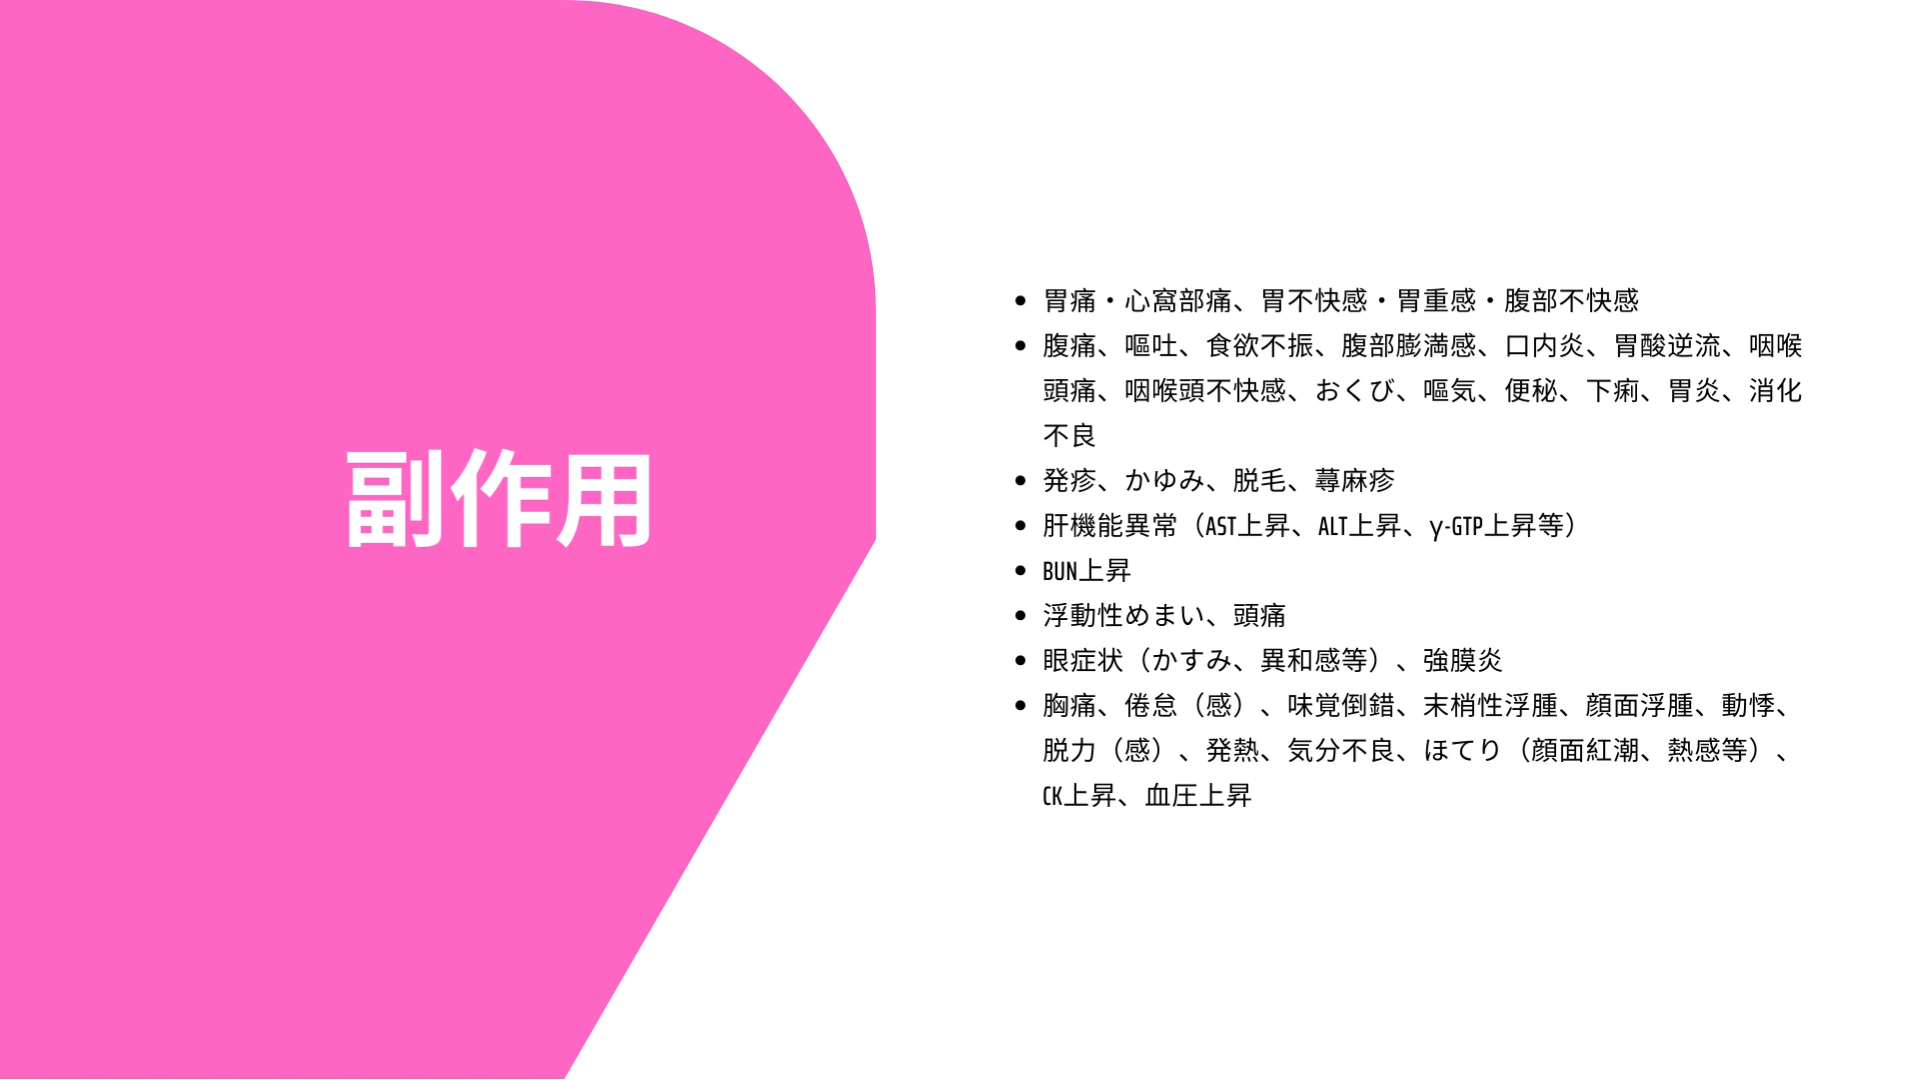 副作用
• 胃痛・心窩部痛、胃不快感・胃重感・腹部不快感
• 腹痛、嘔吐、食欲不振、腹部膨満感、口内炎、胃酸逆流、咽喉
頭痛、咽喉頭不快感、おくび、嘔気、便秘、下痢、胃炎、消化
不良
• 発疹、かゆみ、脱毛、蕁麻疹
• 肝機能異常（AST上昇、ALT上昇、γ-GTP上昇等）
• BUN上昇
• 浮動性めまい、頭痛
• 眼症状（かすみ、異和感等）、強膜炎
• 胸痛、倦怠（感）、味覚倒錯、末梢性浮腫、顔面浮腫、動悸、
脱力（感）、発熱、気分不良、ほてり（顔面紅潮、熱感等）、
CK上昇、血圧上昇